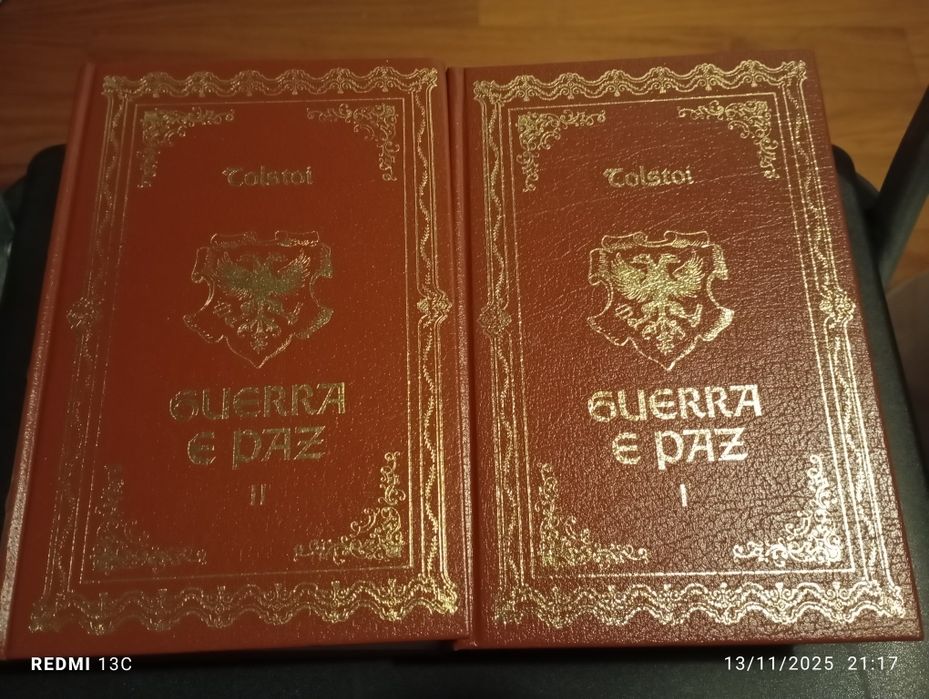 Tolstoi
GUERRA
E PAZ
II
Tolstoi
GUERRA
E PAZ
I
REDMI 13C
13/11/2025 21:17